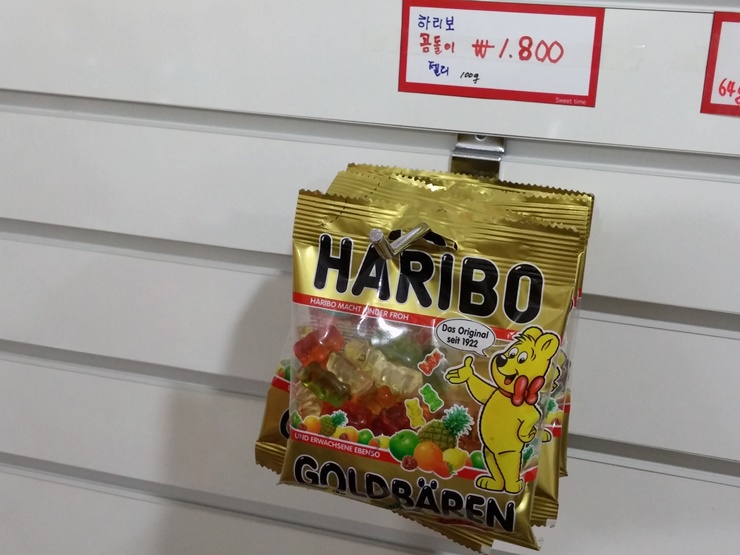 하리보
곰돌이 ₩1.800
젤리 100g
Sweet time
64g
HARIBO
HARIBO MACHT KINDER FROH
Das Original
seit 1922
UND ERWACHSENE EBENSO
GOLDBÄREN